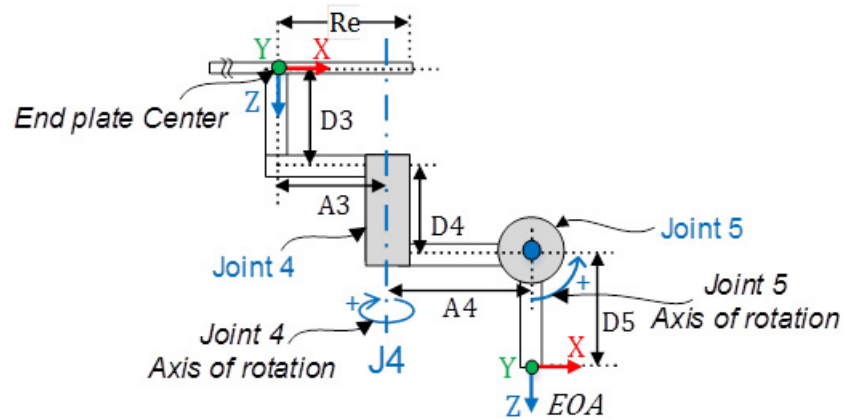 Re
Y
X
Z
End plate Center
D3
A3
D4
Joint 4
Joint 5
+
+
A4
Joint 5
Axis of rotation
D5
Joint 4
Axis of rotation
J4
Y
X
Z
EOA